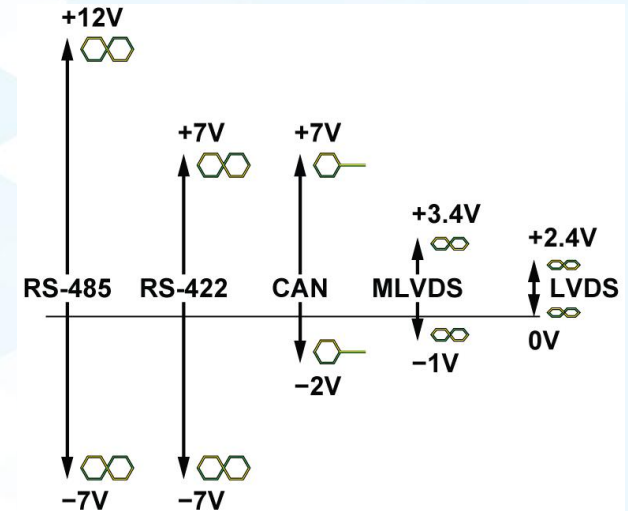 +12V
+7V
+7V
+3.4V
+2.4V
RS-485
RS-422
CAN
MLVDS
LVDS
0V
−1V
−2V
−7V
−7V